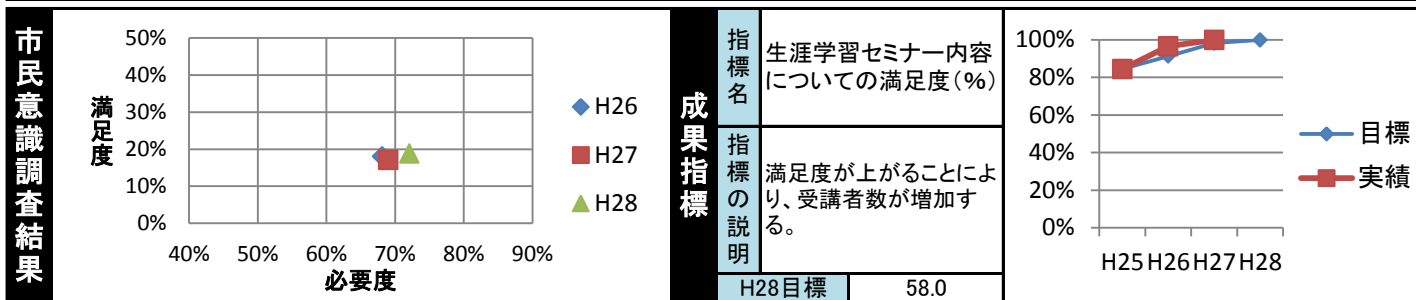 市民意識調査結果
50%
40%
30%
20%
10%
0%
満足度
40% 50% 60% 70% 80% 90%
必要度
H26
H27
H28
成果指標
指標名
生涯学習セミナー内容
についての満足度(%)
指標の説明
満足度が上がることによ
り、受講者数が増加す
る。
H28目標 58.0
100%
80%
60%
40%
20%
0%
H25 H26 H27 H28
目標
実績